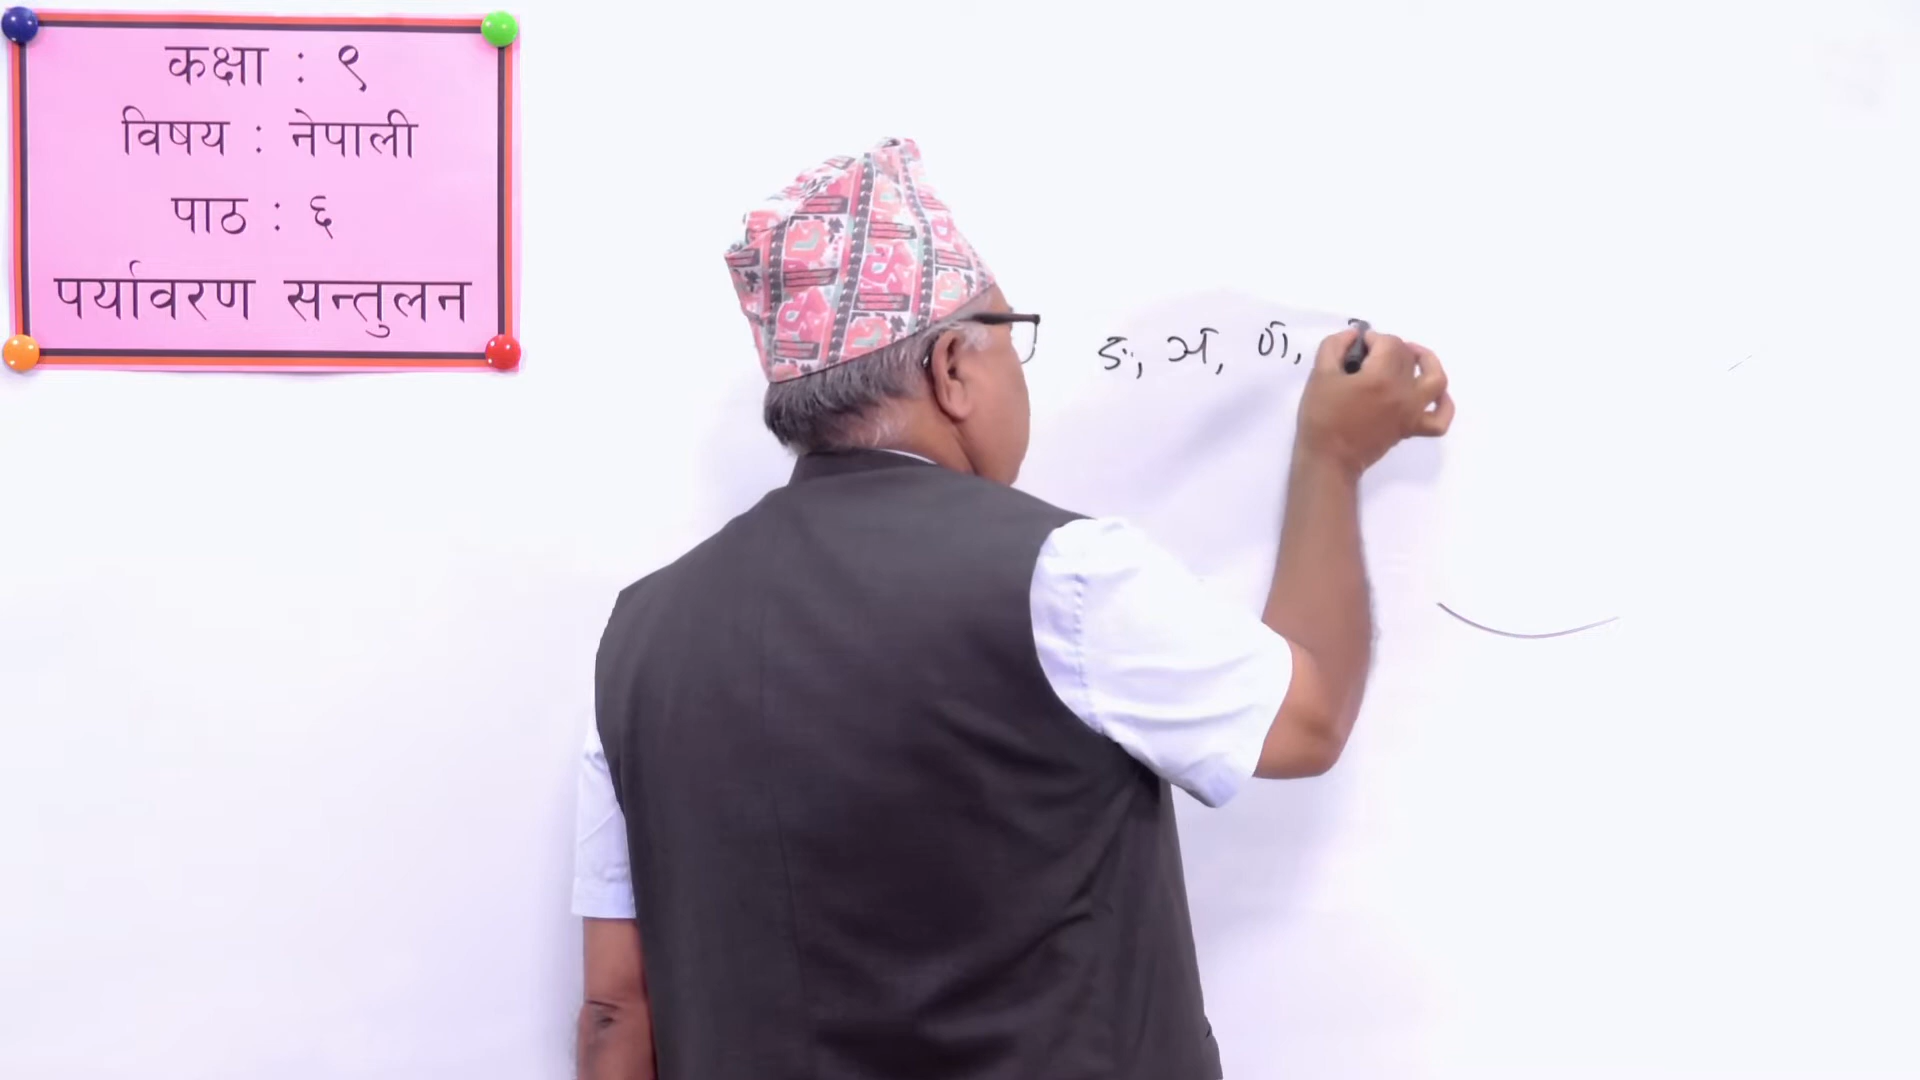 कक्षा : ९
विषय : नेपाली
पाठ : ६
पर्यावरण सन्तुलन
ङ, ञ, ण,